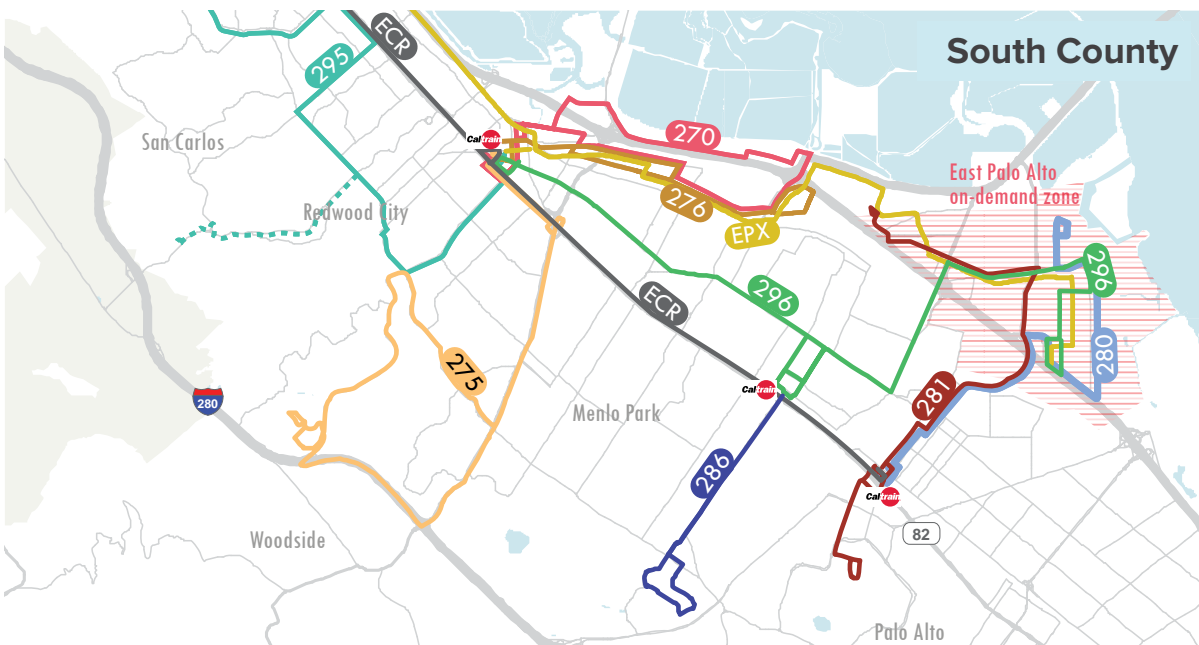 South County
ECR
295
San Carlos
Caltrain
270
East Palo Alto
on-demand zone
Redwood City
276
EPX
296
296
ECR
280
275
Caltrain
281
280
Menlo Park
286
Caltrain
82
Woodside
Palo Alto